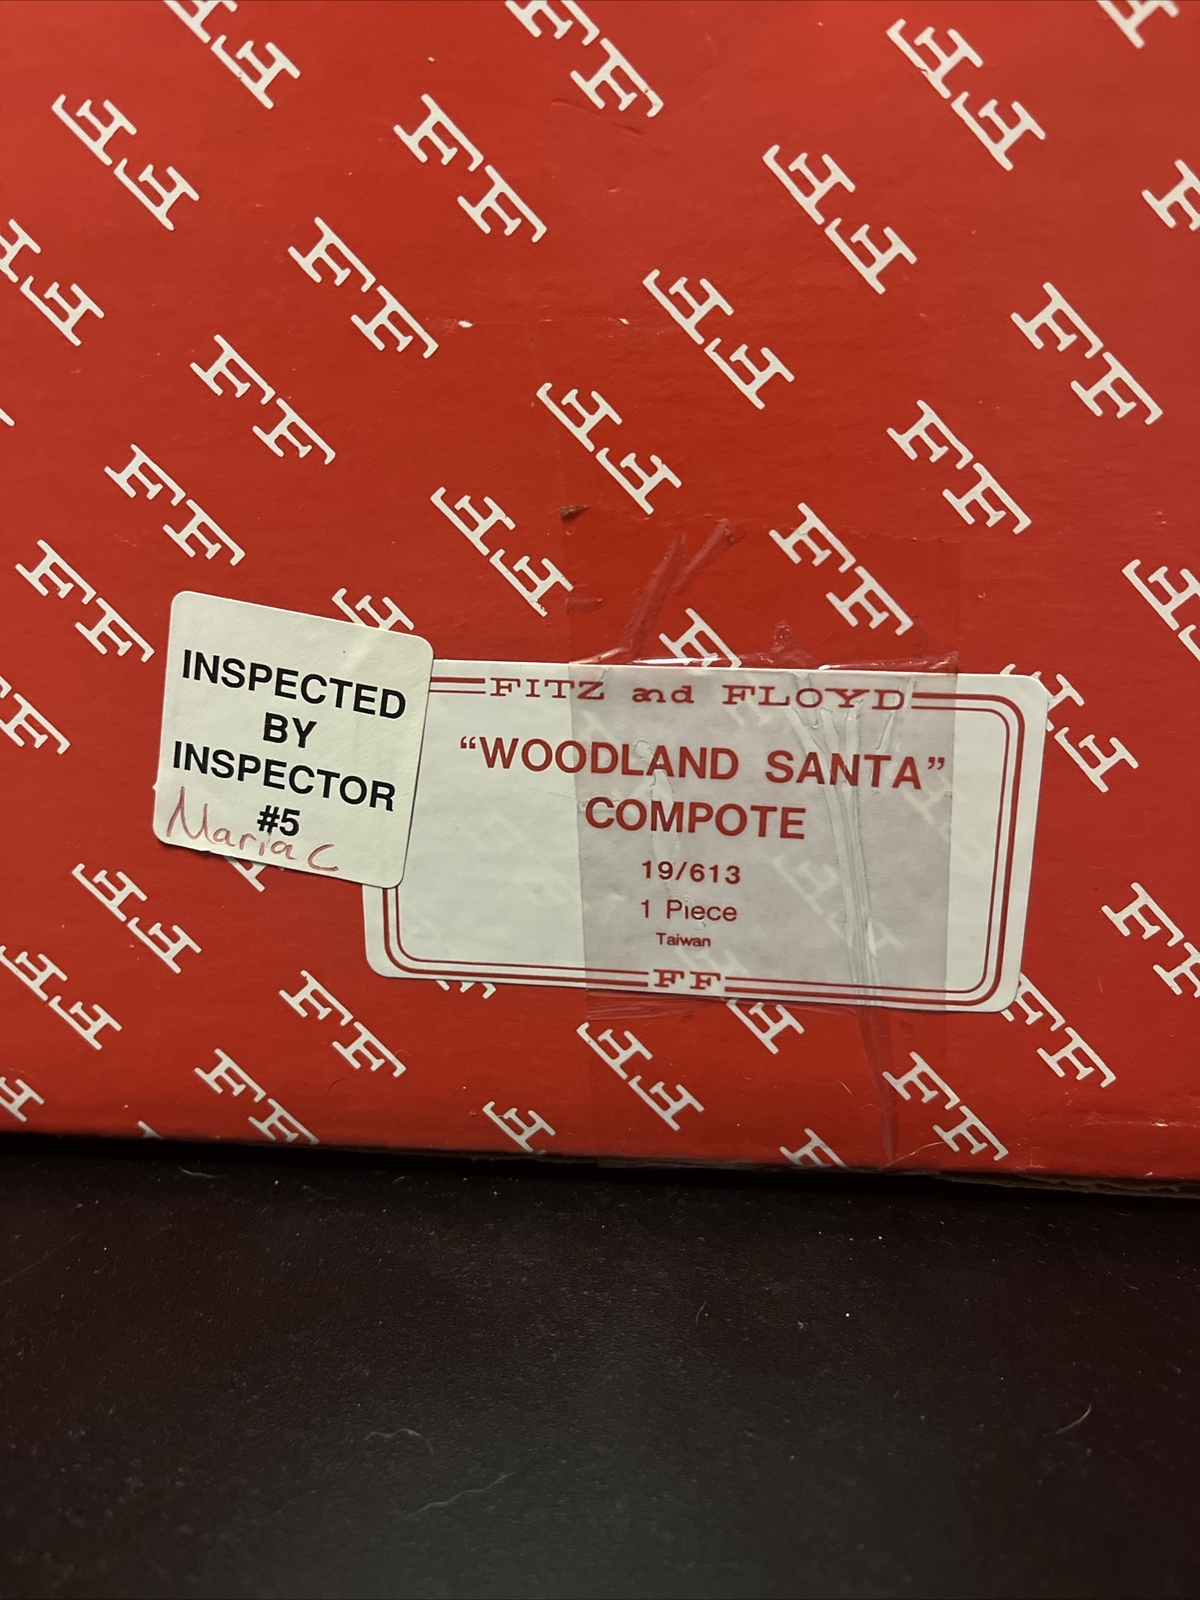 INSPECTED
BY
INSPECTOR
#5
Maria C
FITZ and FLOYD
"WOODLAND SANTA"
COMPOTE
19/613
1 Piece
Taiwan
FF